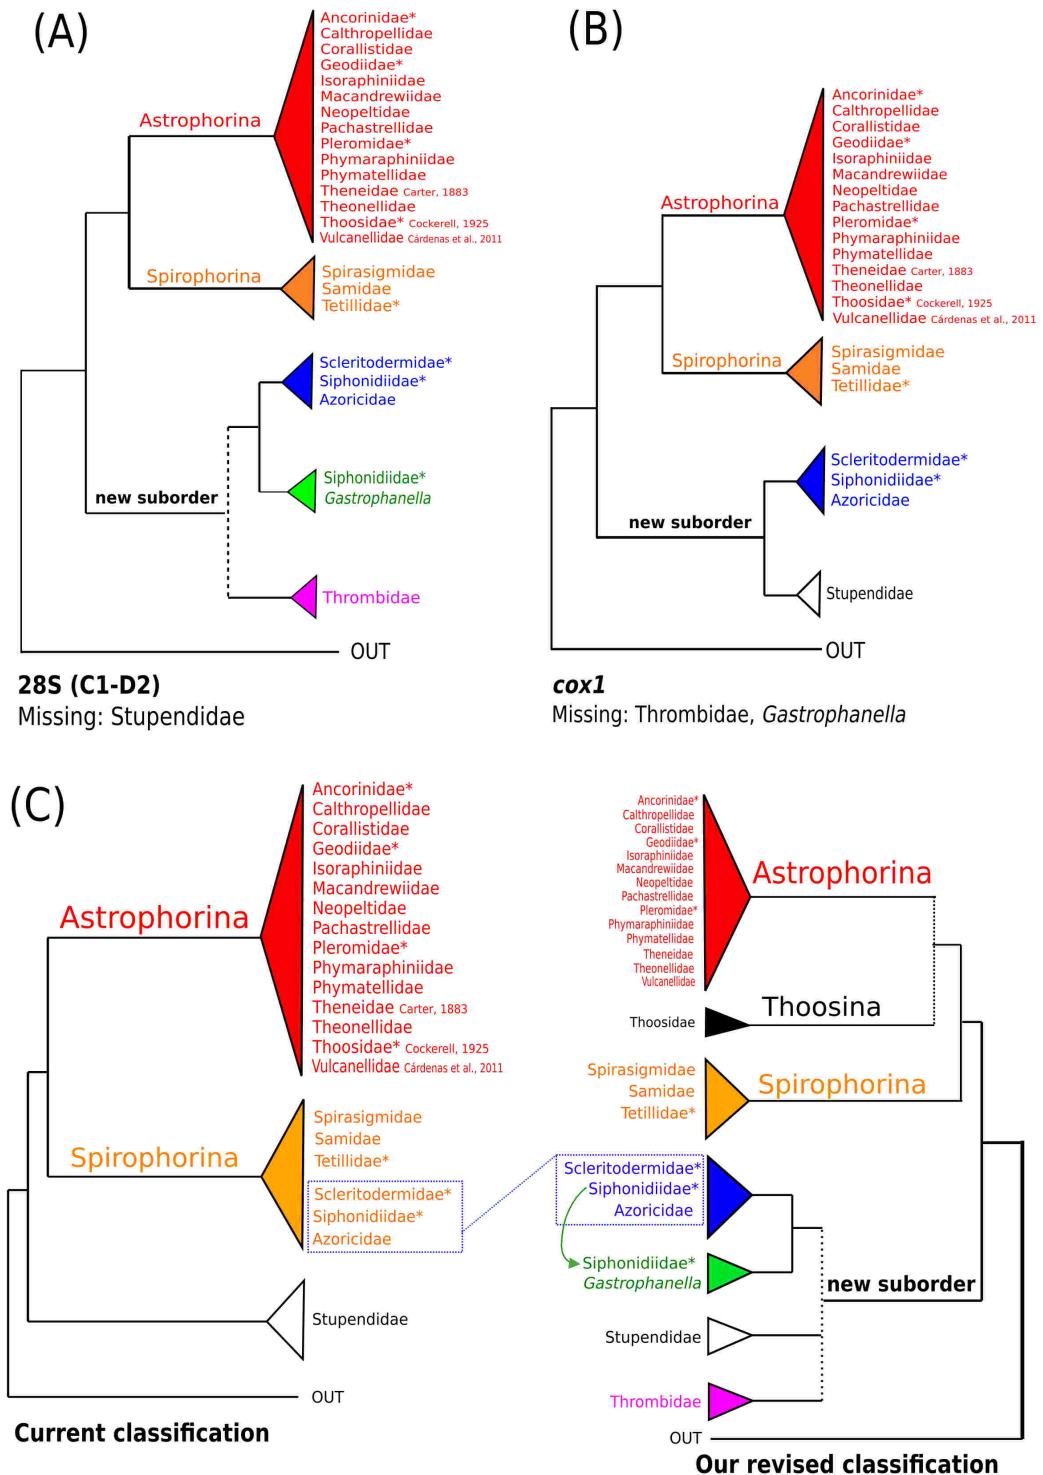 (A)
Ancorinidae*
Calthropellidae
Corallistidae
Geodiidae*
Isoraphiniidae
Macandrewiidae
Neopeltidae
Pachastrellidae
Pleromidae*
Phymaraphiniidae
Phymatellidae
Theneidae Carter, 1883
Theonellidae
Thoosidae* Cockerell, 1925
Vulcanellidae Cárdenas et al., 2011
Astrophorina
Spirophorina
Spirasigmidae
Samidae
Tetillidae*
Scleritodermidae*
Siphonidiidae*
Azoricidae
new suborder
Siphonidiidae*
Gastrophanella
Thrombidae
OUT
28S (C1-D2)
Missing: Stupendidae
(B)
Ancorinidae*
Calthropellidae
Corallistidae
Geodiidae*
Isoraphiniidae
Macandrewiidae
Neopeltidae
Pachastrellidae
Pleromidae*
Phymaraphiniidae
Phymatellidae
Theneidae Carter, 1883
Theonellidae
Thoosidae* Cockerell, 1925
Vulcanellidae Cárdenas et al., 2011
Astrophorina
Spirophorina
Spirasigmidae
Samidae
Tetillidae*
Scleritodermidae*
Siphonidiidae*
Azoricidae
new suborder
Stupendidae
OUT
cox1
Missing: Thrombidae, Gastrophanella
(C)
Ancorinidae*
Calthropellidae
Corallistidae
Geodiidae*
Isoraphiniidae
Macandrewiidae
Neopeltidae
Pachastrellidae
Pleromidae*
Phymaraphiniidae
Phymatellidae
Theneidae Carter, 1883
Theonellidae
Thoosidae* Cockerell, 1925
Vulcanellidae Cárdenas et al., 2011
Astrophorina
Spirophorina
Spirasigmidae
Samidae
Tetillidae*
Scleritodermidae*
Siphonidiidae*
Azoricidae
Stupendidae
OUT
Current classification
Ancorinidae*
Calthropellidae
Corallistidae
Geodiidae*
Isoraphiniidae
Macandrewiidae
Neopeltidae
Pachastrellidae
Pleromidae*
Phymaraphiniidae
Phymatellidae
Theneidae
Theonellidae
Vulcanellidae
Astrophorina
Thoosidae
Thoosina
Spirasigmidae
Samidae
Tetillidae*
Spirophorina
Scleritodermidae*
Siphonidiidae*
Azoricidae
Siphonidiidae*
Gastrophanella
new suborder
Stupendidae
Thrombidae
OUT
Our revised classification